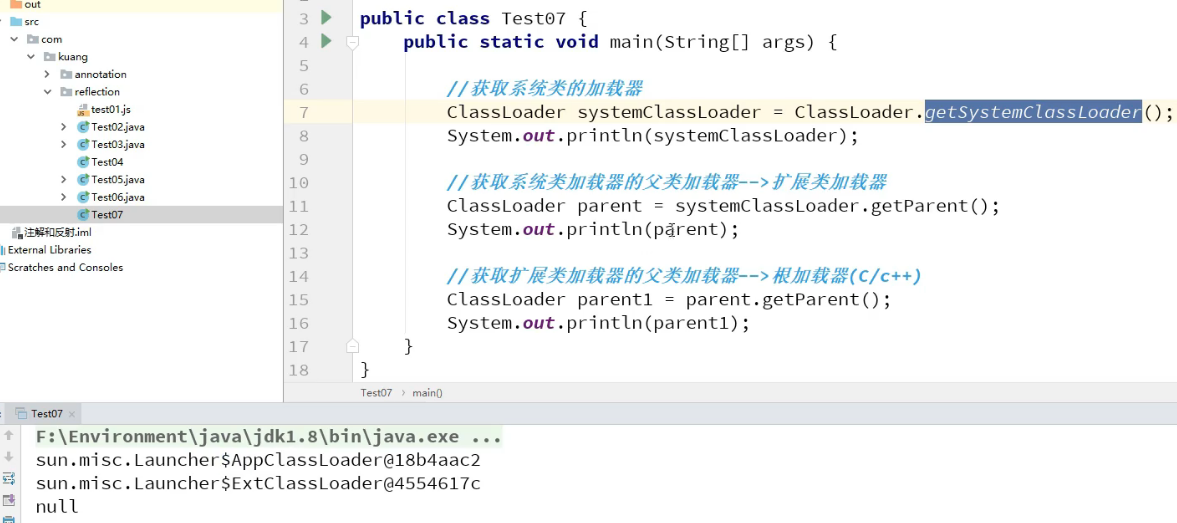 out
src
com
kuang
annotation
reflection
test01.js
Test02.java
Test03.java
Test04
Test05.java
Test06.java
Test07
注解和反射.iml
External Libraries
Scratches and Consoles
3 public class Test07 {
4 public static void main(String[] args) {
5
6 //获取系统类的加载器
7 ClassLoader systemClassLoader = ClassLoader.getSystemClassLoader();
8 System.out.println(systemClassLoader);
9
10 //获取系统类加载器的父类加载器-->扩展类加载器
11 ClassLoader parent = systemClassLoader.getParent();
12 System.out.println(parent);
13
14 //获取扩展类加载器的父类加载器-->根加载器(C/c++)
15 ClassLoader parent1 = parent.getParent();
16 System.out.println(parent1);
17 }
18 }
Test07 › main()
Test07 ×
F:\Environment\java\jdk1.8\bin\java.exe ...
sun.misc.Launcher$AppClassLoader@18b4aac2
sun.misc.Launcher$ExtClassLoader@4554617c
null